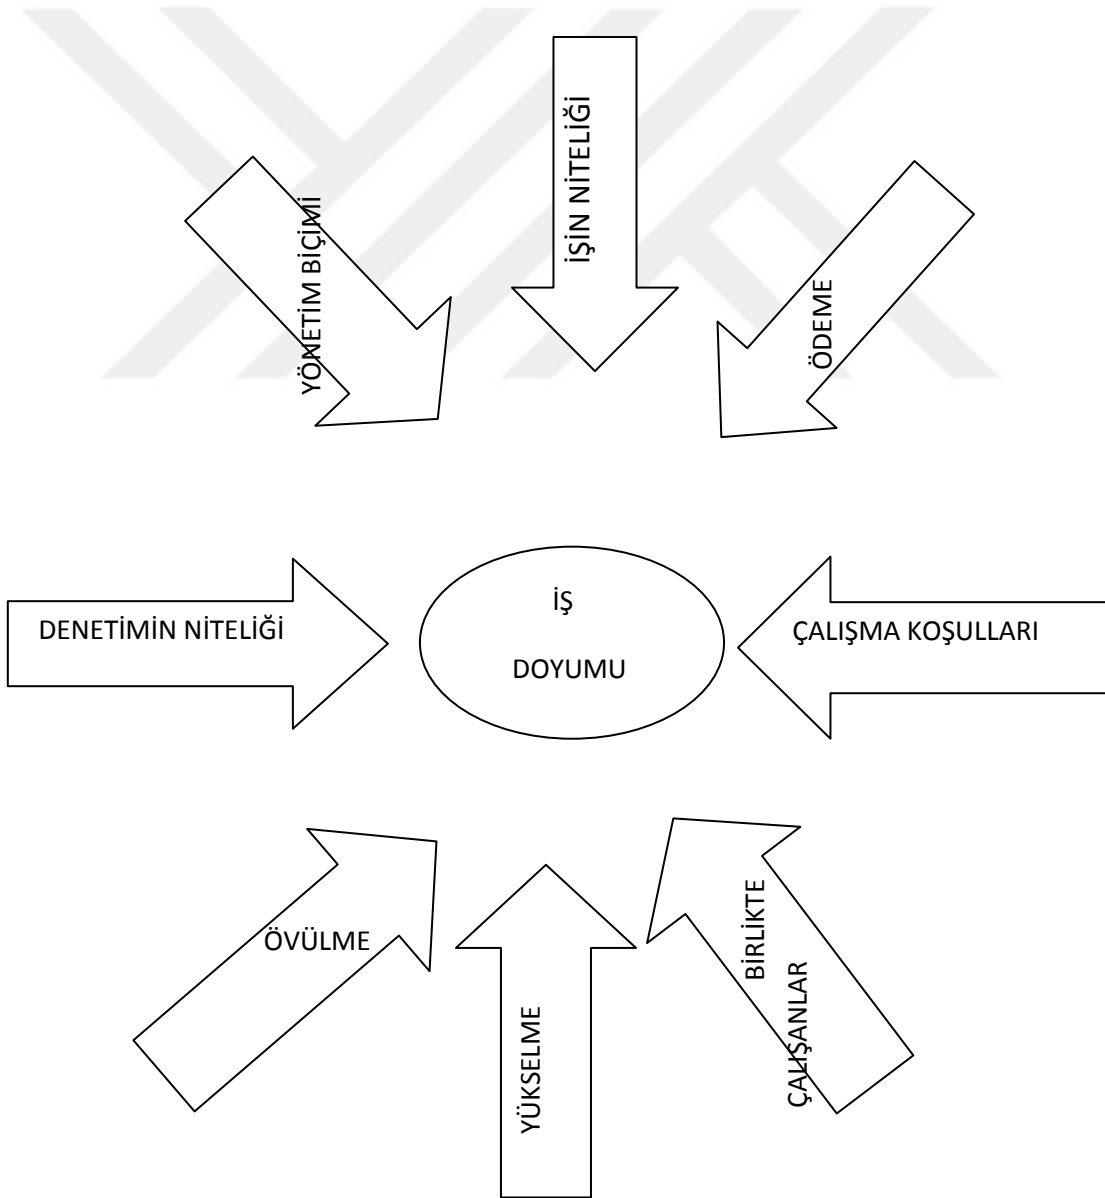 İŞİN NİTELİĞİ
YÖNETİM BİÇİMİ
ÖDEME
İŞ
DOYUMU
DENETİMİN NİTELİĞİ
ÇALIŞMA KOŞULLARI
ÖVÜLME
YÜKSELME
BİRLİKTE
ÇALIŞANLAR